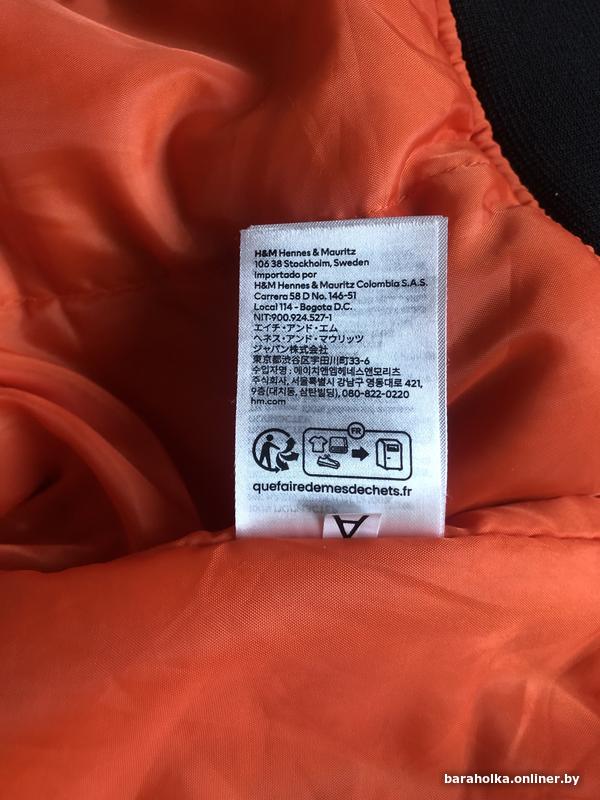 H&M Hennes & Mauritz
106 38 Stockholm, Sweden
Importado por
H&M Hennes & Mauritz Colombia S.A.S.
Carrera 58 D No. 146-51
Local 114 - Bogota D.C.
NIT:900.924.527-1
エイチ・アンド・エム
ヘネス・アンド・マウリッツ
ジャパン株式会社
東京都渋谷区宇田川町33-6
수입자명 : 에이치앤엠헤네스앤모리츠
주식회사, 서울특별시 강남구 영동대로 421,
9층(대치동, 삼탄빌딩), 080-822-0220
hm.com
FR
quefairedemesdechets.fr
A
baraholka.onliner.by